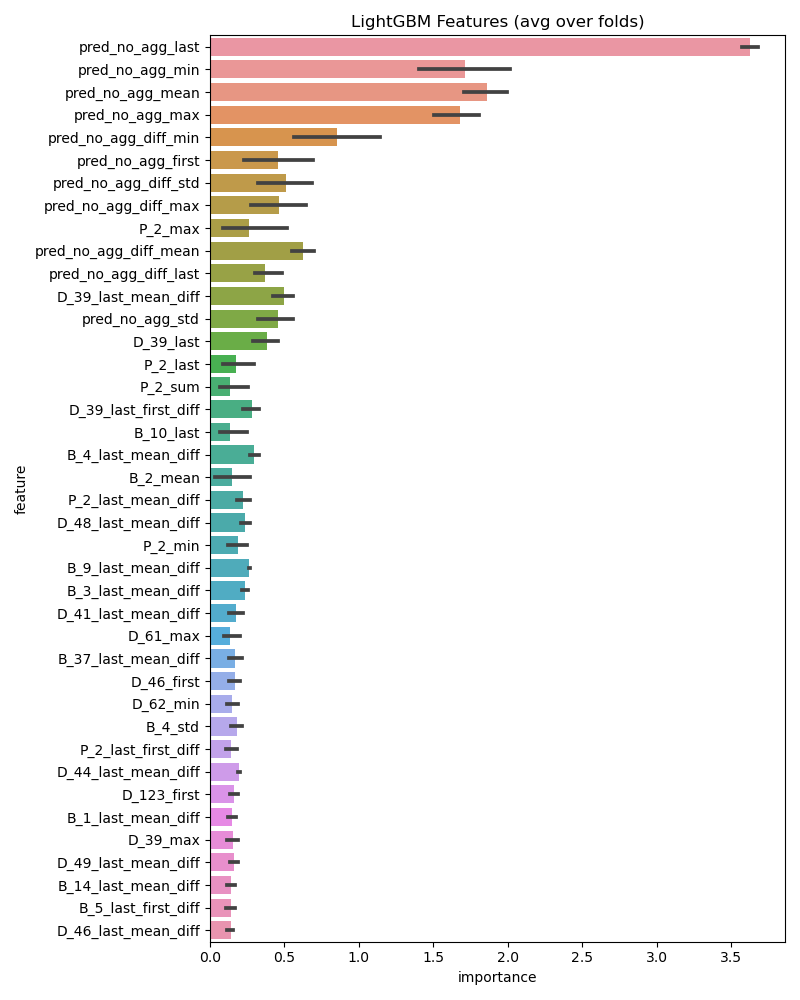 LightGBM Features (avg over folds)
pred_no_agg_last
pred_no_agg_min
pred_no_agg_mean
pred_no_agg_max
pred_no_agg_diff_min
pred_no_agg_first
pred_no_agg_diff_std
pred_no_agg_diff_max
P_2_max
pred_no_agg_diff_mean
pred_no_agg_diff_last
D_39_last_mean_diff
pred_no_agg_std
D_39_last
P_2_last
P_2_sum
D_39_last_first_diff
B_10_last
B_4_last_mean_diff
B_2_mean
P_2_last_mean_diff
D_48_last_mean_diff
P_2_min
B_9_last_mean_diff
B_3_last_mean_diff
D_41_last_mean_diff
D_61_max
B_37_last_mean_diff
D_46_first
D_62_min
B_4_std
P_2_last_first_diff
D_44_last_mean_diff
D_123_first
B_1_last_mean_diff
D_39_max
D_49_last_mean_diff
B_14_last_mean_diff
B_5_last_first_diff
D_46_last_mean_diff
feature
0.0 0.5 1.0 1.5 2.0 2.5 3.0 3.5
importance